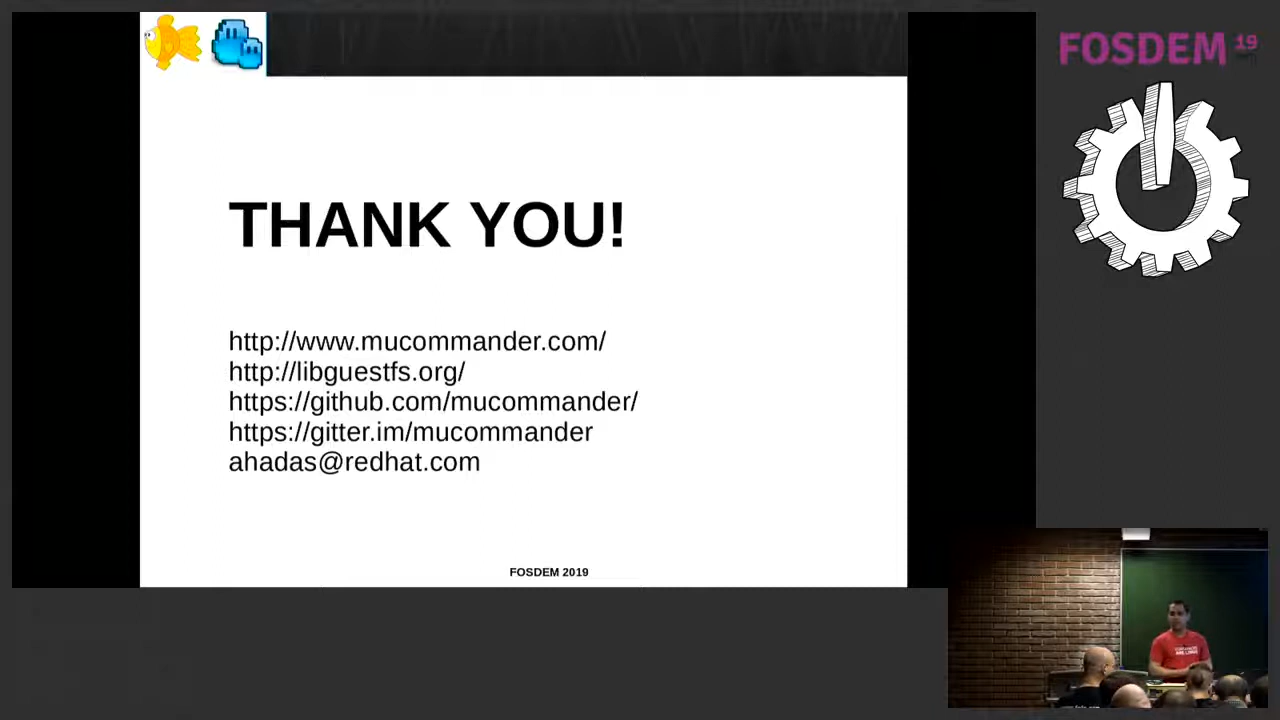 FOSDEM 19
THANK YOU!
http://www.mucommander.com/
http://libguestfs.org/
https://github.com/mucommander/
https://gitter.im/mucommander
ahadas@redhat.com
FOSDEM 2019